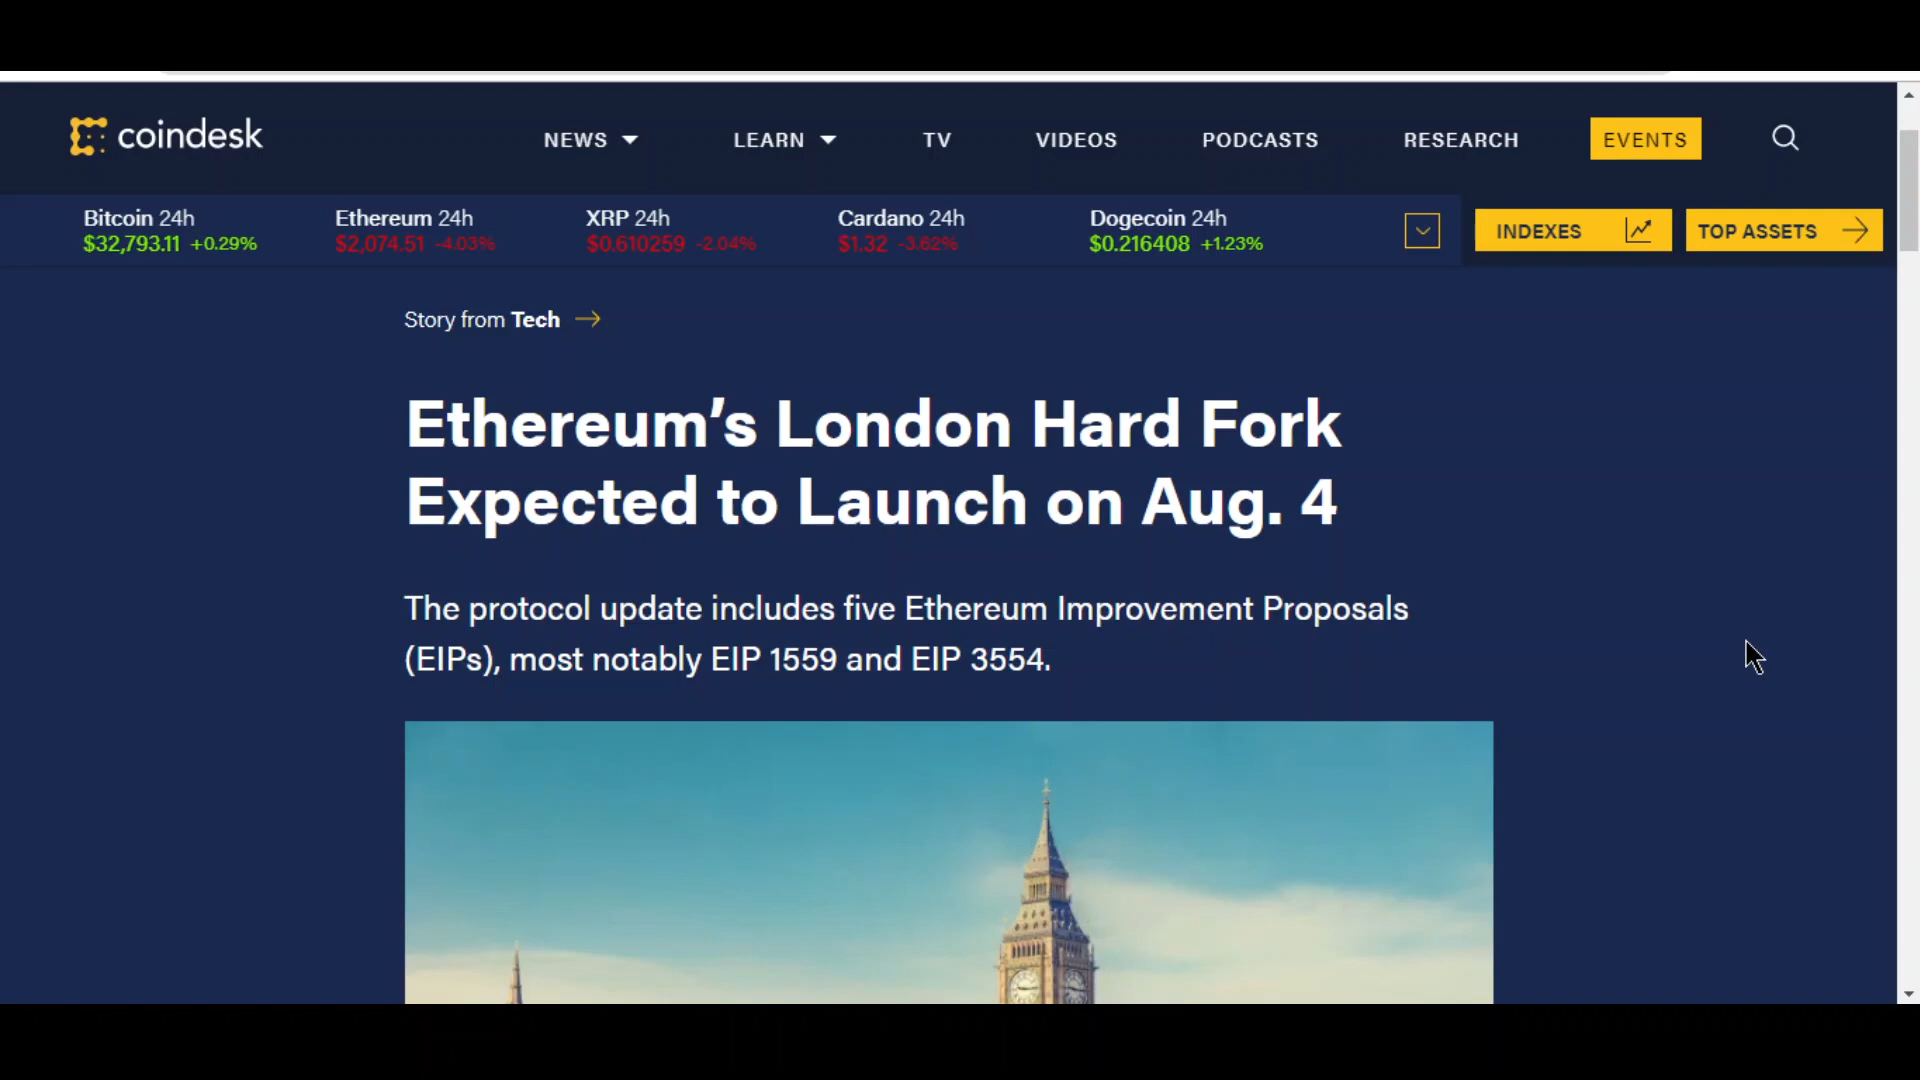 coindesk
NEWS
LEARN
TV
VIDEOS
PODCASTS
RESEARCH
EVENTS
Bitcoin 24h
$32,793.11 +0.29%
Ethereum 24h
$2,074.51 -4.03%
XRP 24h
$0.610259 -2.04%
Cardano 24h
$1.32 -3.62%
Dogecoin 24h
$0.216408 +1.23%
INDEXES
TOP ASSETS
Story from Tech
Ethereum’s London Hard Fork
Expected to Launch on Aug. 4
The protocol update includes five Ethereum Improvement Proposals
(EIPs), most notably EIP 1559 and EIP 3554.